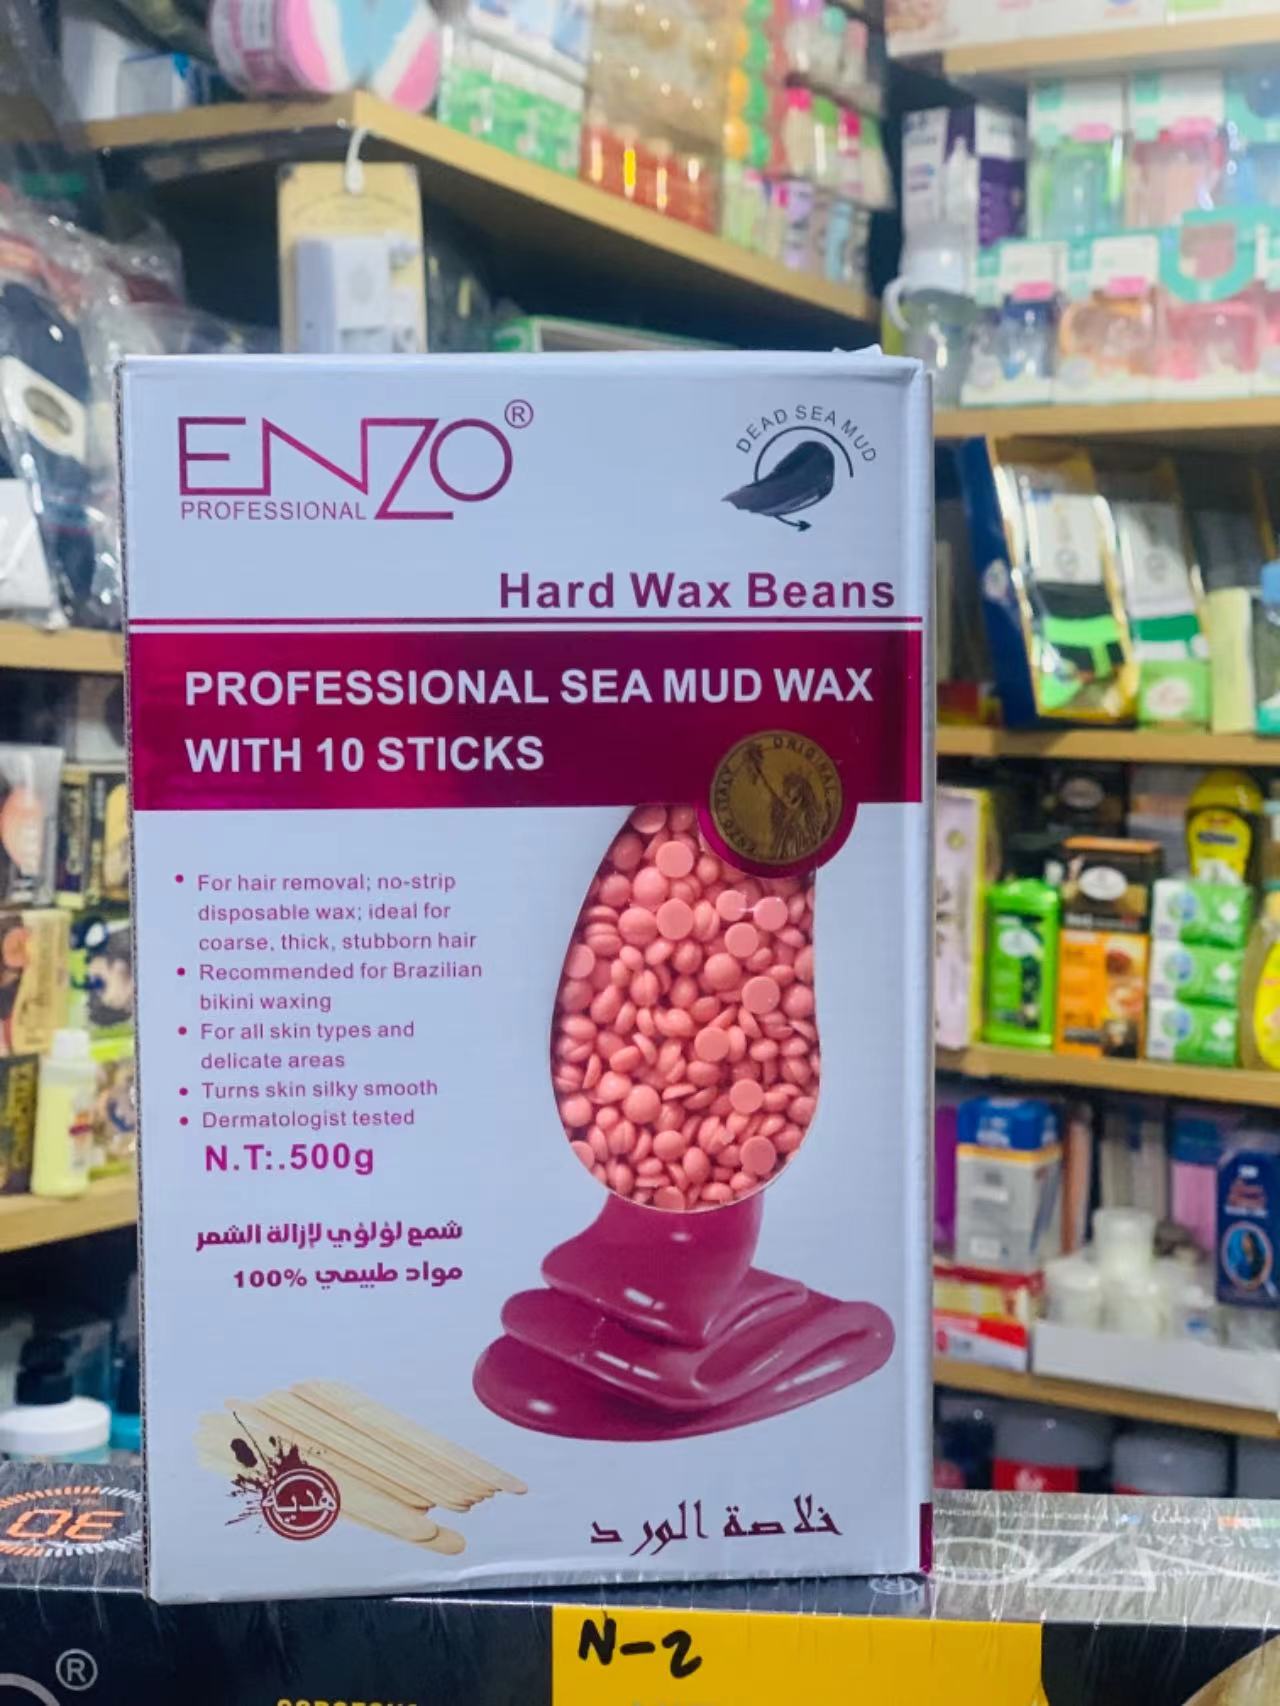 ENZO®
PROFESSIONAL
DEAD SEA MUD
Hard Wax Beans
PROFESSIONAL SEA MUD WAX
WITH 10 STICKS
ORIGINAL
ENZO ITALY
• For hair removal; no-strip
disposable wax; ideal for
coarse, thick, stubborn hair
• Recommended for Brazilian
bikini waxing
• For all skin types and
delicate areas
• Turns skin silky smooth
• Dermatologist tested
N.T:.500g
شمع لؤلؤي لإزالة الشعر
مواد طبيعي 100%
هدية
خلاصة الورد
N-2
®